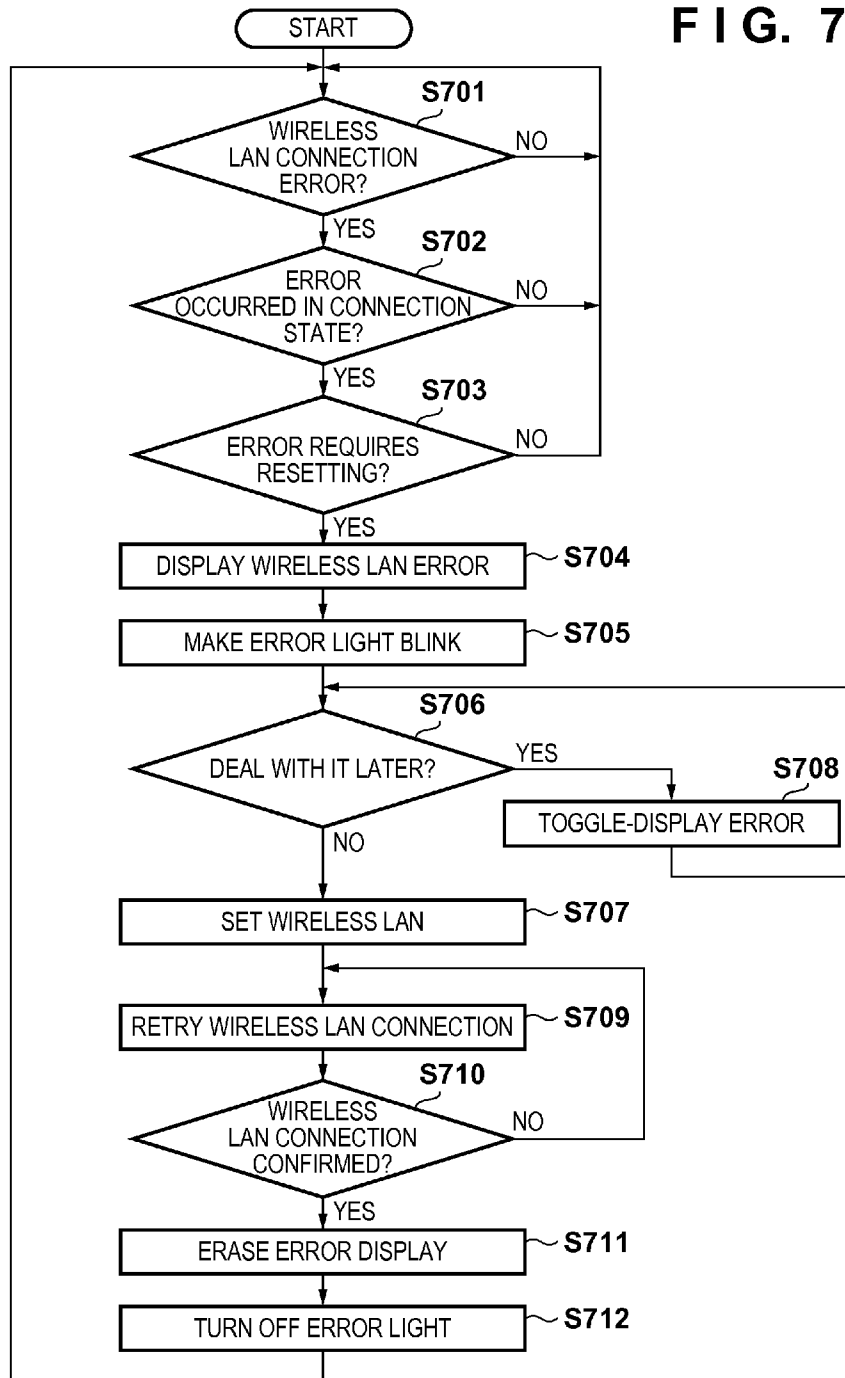 FIG. 7
START
S701
WIRELESS
LAN CONNECTION
ERROR?
NO
YES
S702
ERROR
OCCURRED IN CONNECTION
STATE?
NO
YES
S703
ERROR REQUIRES
RESETTING?
NO
YES
DISPLAY WIRELESS LAN ERROR
S704
MAKE ERROR LIGHT BLINK
S705
S706
DEAL WITH IT LATER?
YES
S708
TOGGLE-DISPLAY ERROR
NO
SET WIRELESS LAN
S707
RETRY WIRELESS LAN CONNECTION
S709
S710
WIRELESS
LAN CONNECTION
CONFIRMED?
NO
YES
ERASE ERROR DISPLAY
S711
TURN OFF ERROR LIGHT
S712